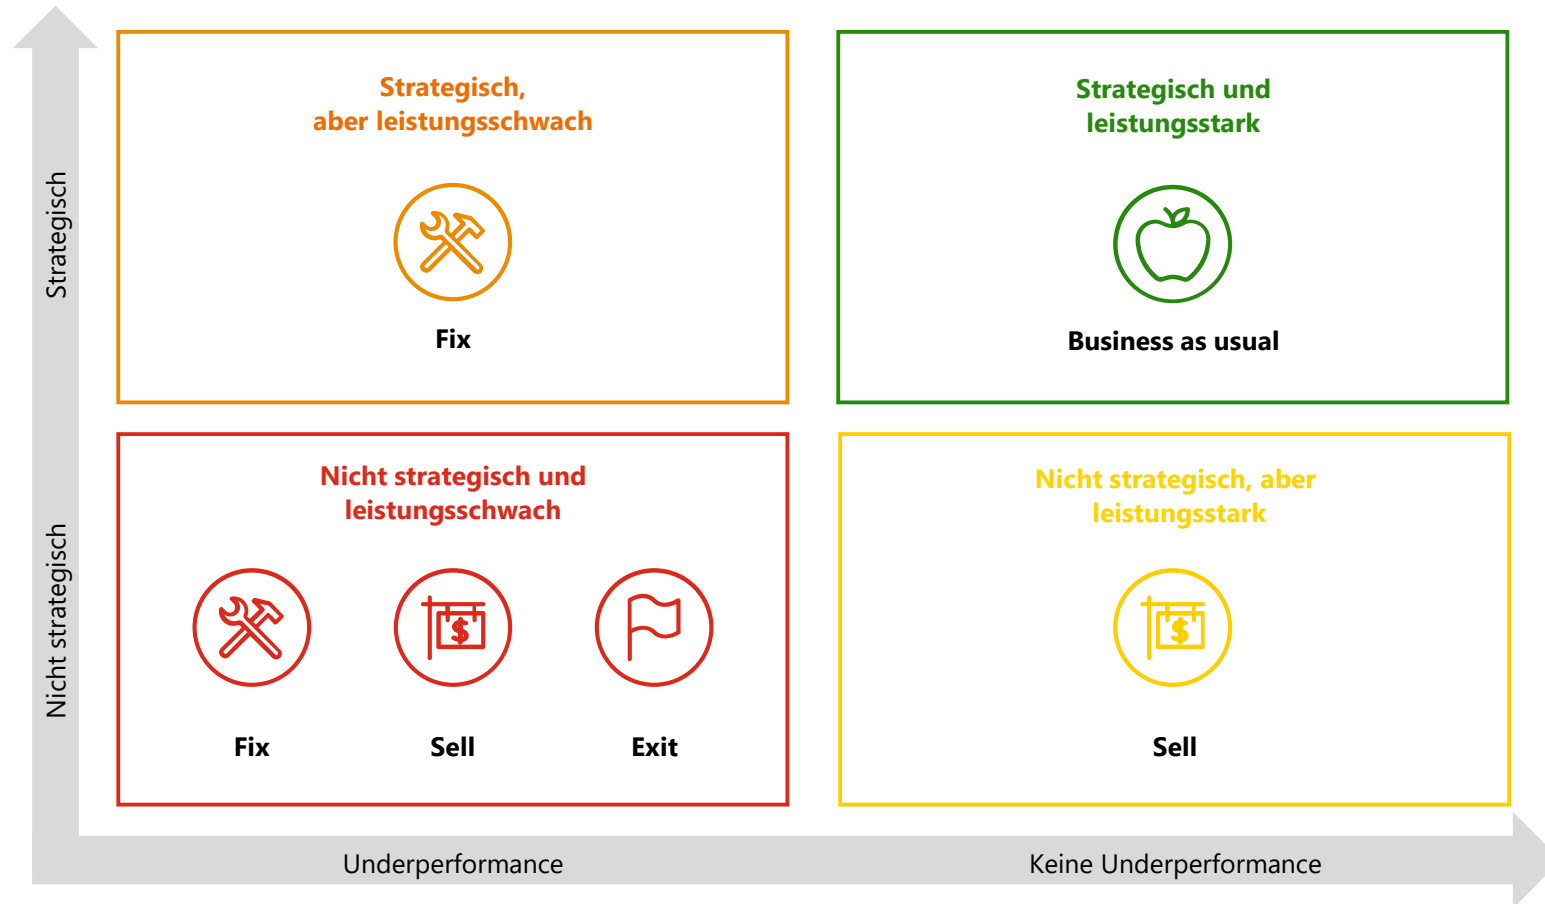 Strategisch
Strategisch,
aber leistungsschwach
Fix
Strategisch und
leistungsstark
Business as usual
Nicht strategisch
Nicht strategisch und
leistungsschwach
$
Fix
Sell
Exit
Nicht strategisch, aber
leistungsstark
$
Sell
Underperformance
Keine Underperformance